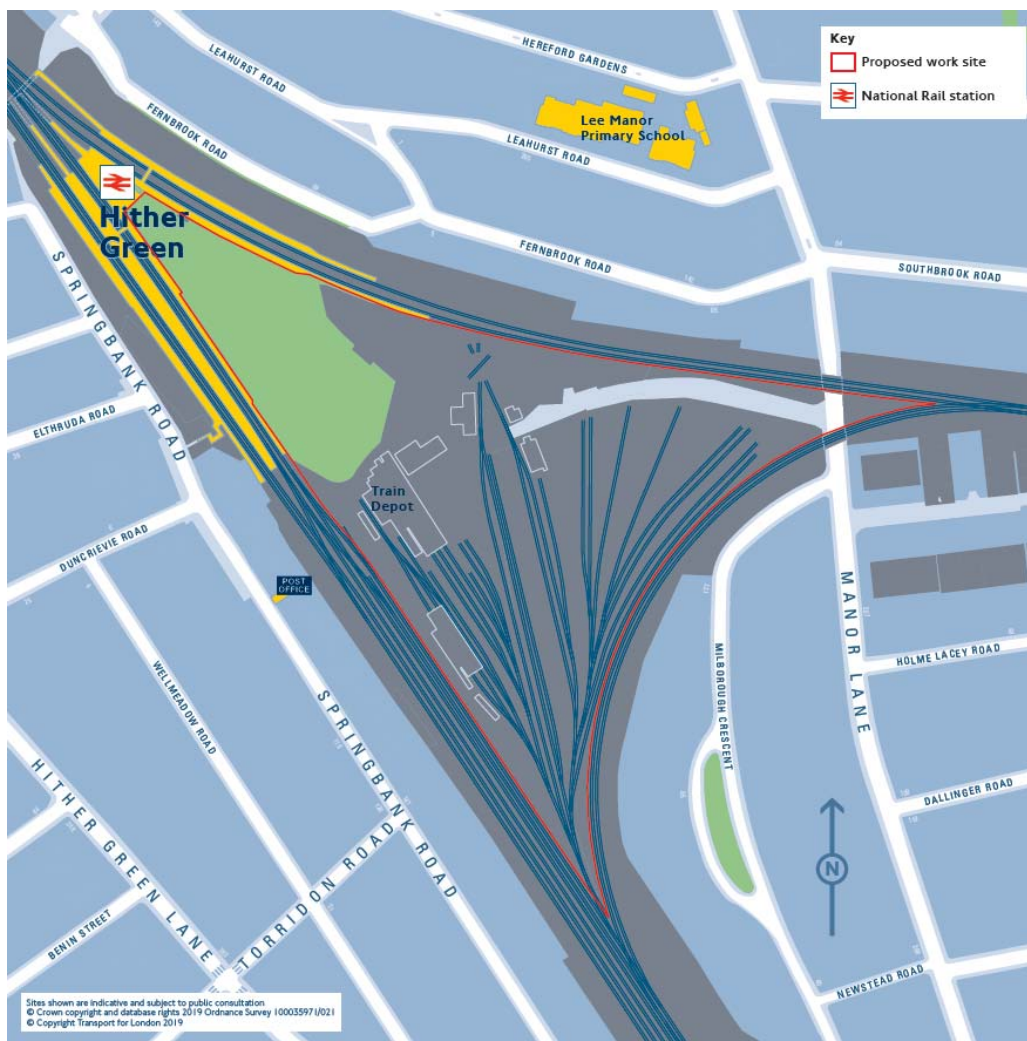 Key
Proposed work site
National Rail station
HEREFORD GARDENS
LEAHURST ROAD
Lee Manor
Primary School
LEAHURST ROAD
FERNBROOK ROAD
Hither
Green
FERNBROOK ROAD
SOUTHBROOK ROAD
SPRINGBANK ROAD
ELTHRUDA ROAD
Train
Depot
DUNCRIEVIE ROAD
POST
OFFICE
MANOR LANE
MILBOROUGH CRESCENT
HOLME LACEY ROAD
WELLMEADOW ROAD
SPRINGBANK ROAD
HITHER GREEN LANE
TORRIDON ROAD
DALLINGER ROAD
N
BENIN STREET
NEWSTEAD ROAD
Sites shown are indicative and subject to public consultation
© Crown copyright and database rights 2019 Ordnance Survey 100035971/021
© Copyright Transport for London 2019